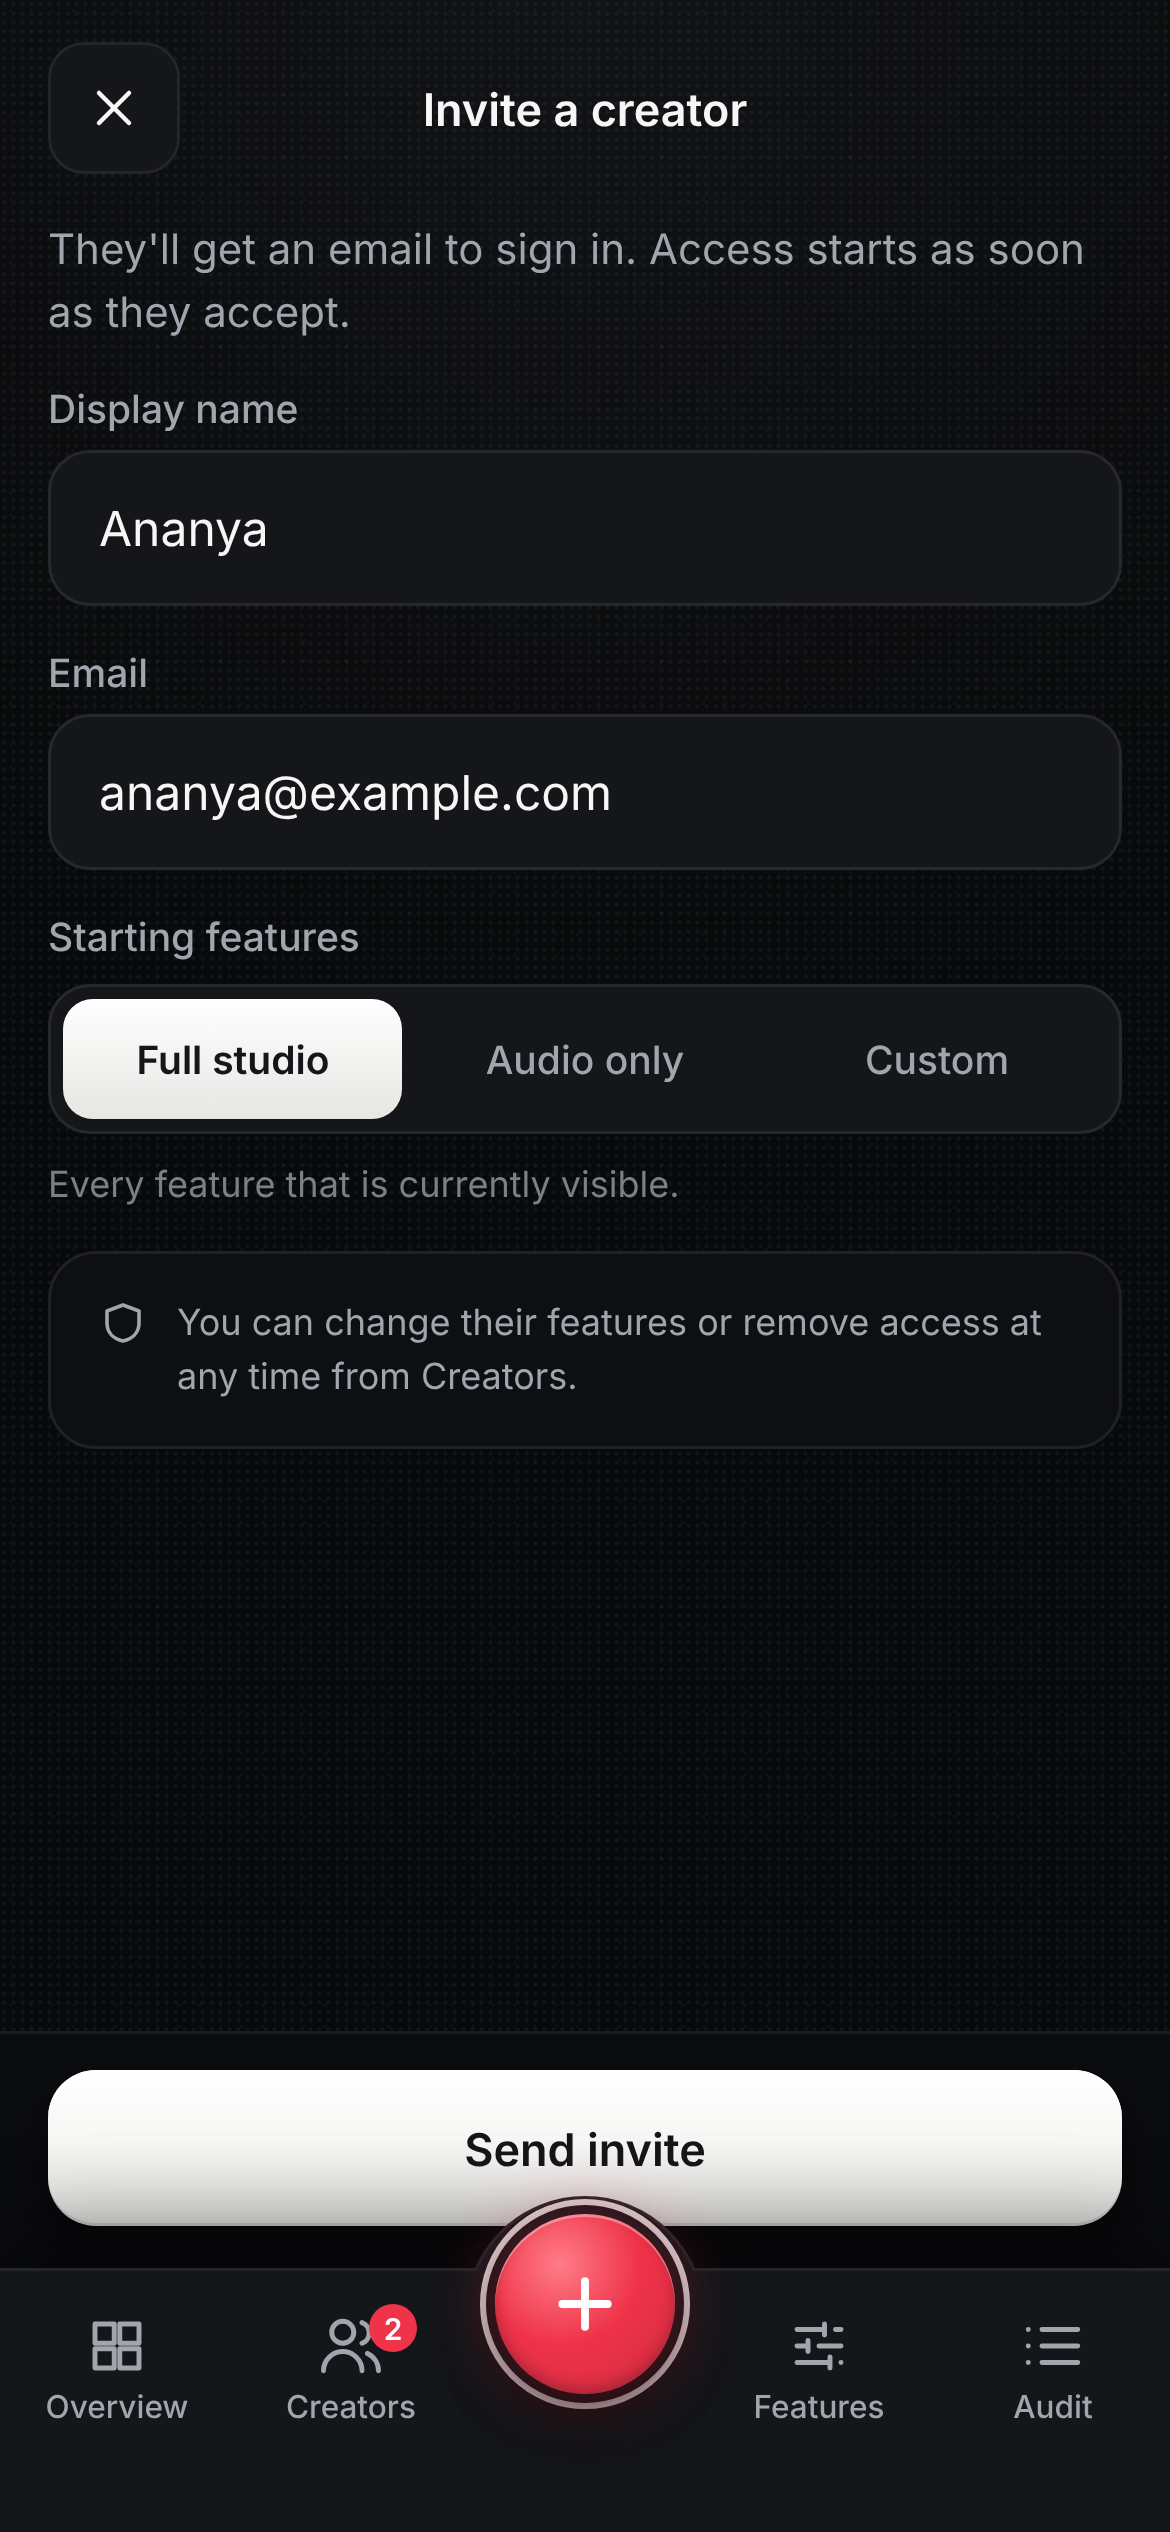 Invite a creator
They'll get an email to sign in. Access starts as soon
as they accept.
Display name
Ananya
Email
ananya@example.com
Starting features
Full studio Audio only Custom
Every feature that is currently visible.
You can change their features or remove access at
any time from Creators.
Send invite
2
Overview Creators Features Audit